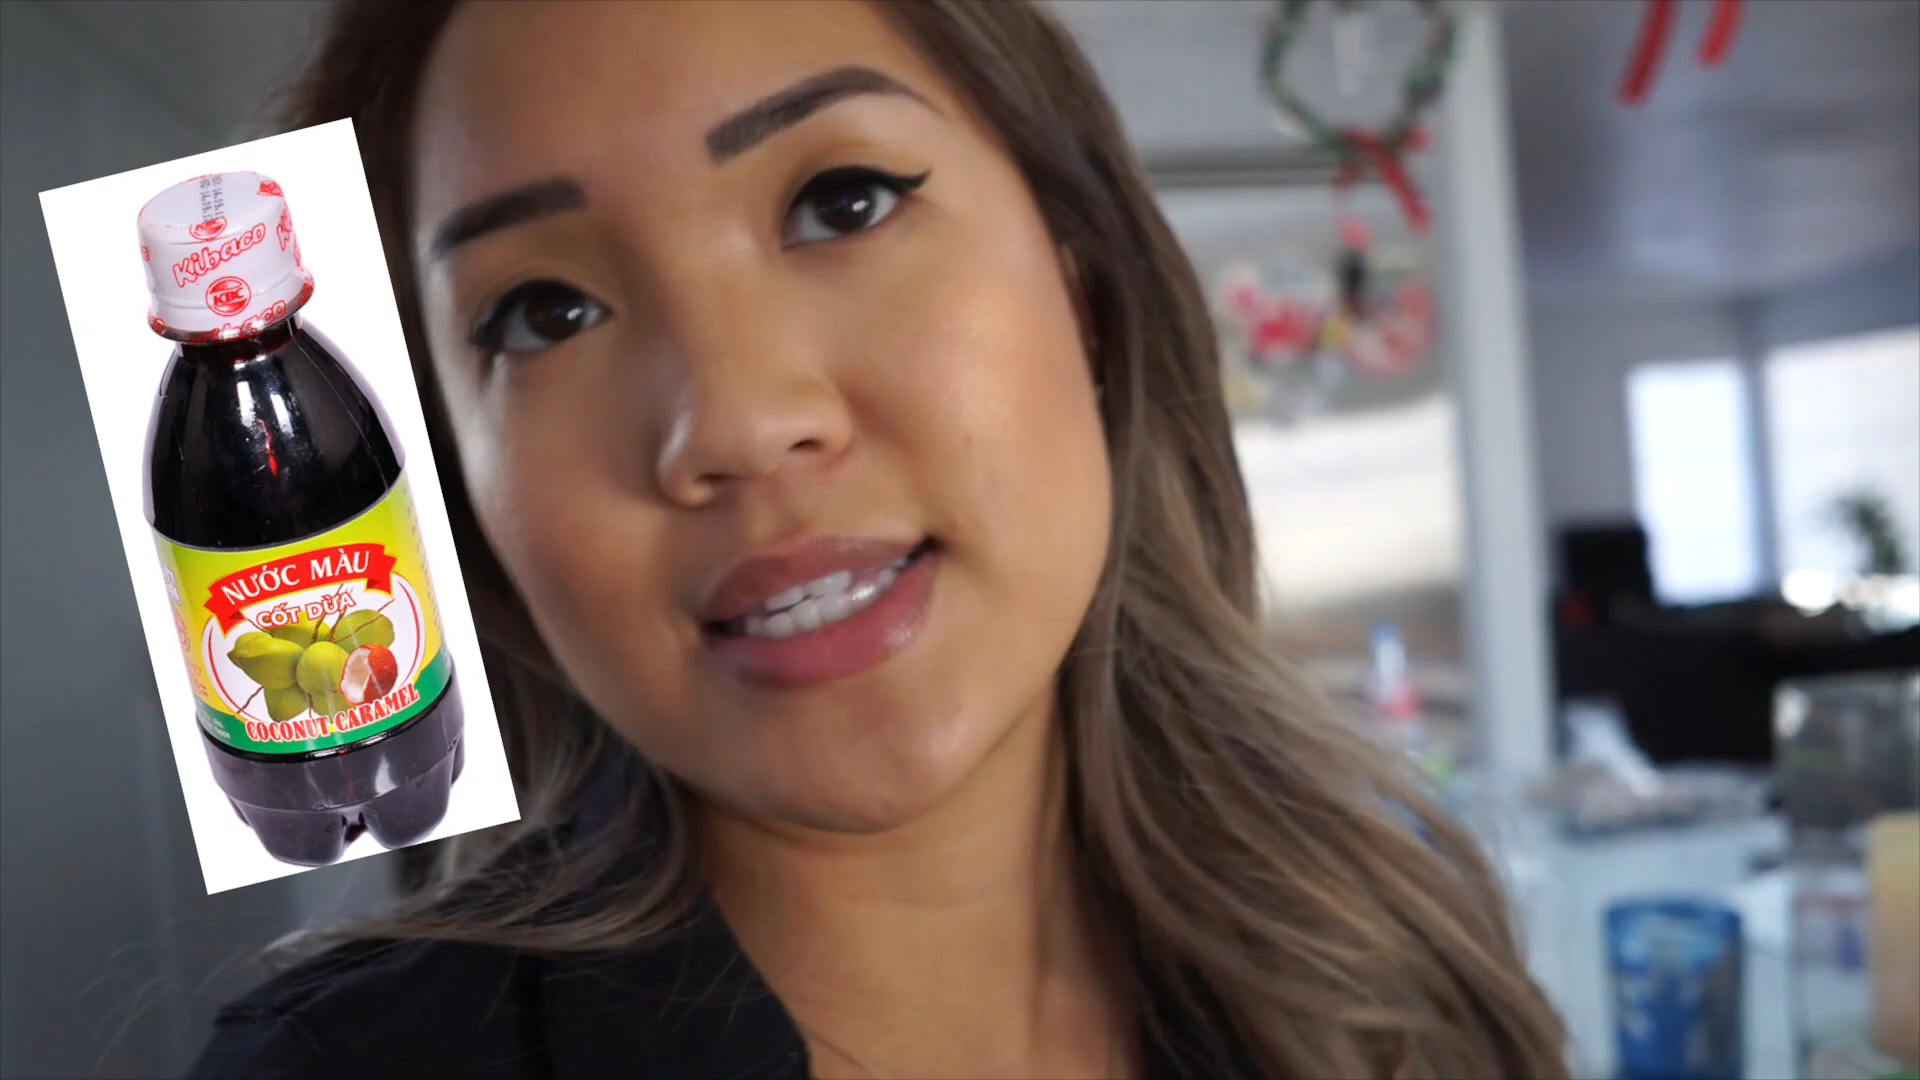 Kibaco
KBC
NƯỚC MÀU
CỐT DỪA
COCONUT CARAMEL